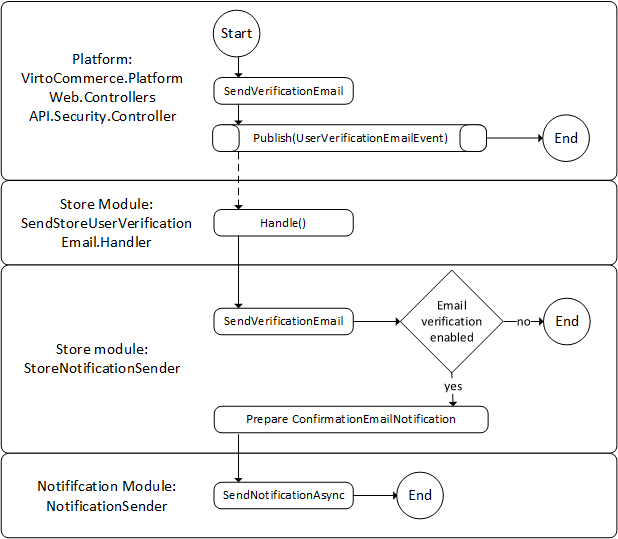 Start
Platform:
VirtoCommerce.Platform
Web.Controllers
API.Security.Controller
SendVerificationEmail
Publish(UserVerificationEmailEvent)
End
Store Module:
SendStoreUserVerification
Email.Handler
Handle()
Store module:
StoreNotificationSender
SendVerificationEmail
Email
verification
enabled
no
End
yes
Prepare ConfirmationEmailNotification
Notififcation Module:
NotificationSender
SendNotificationAsync
End